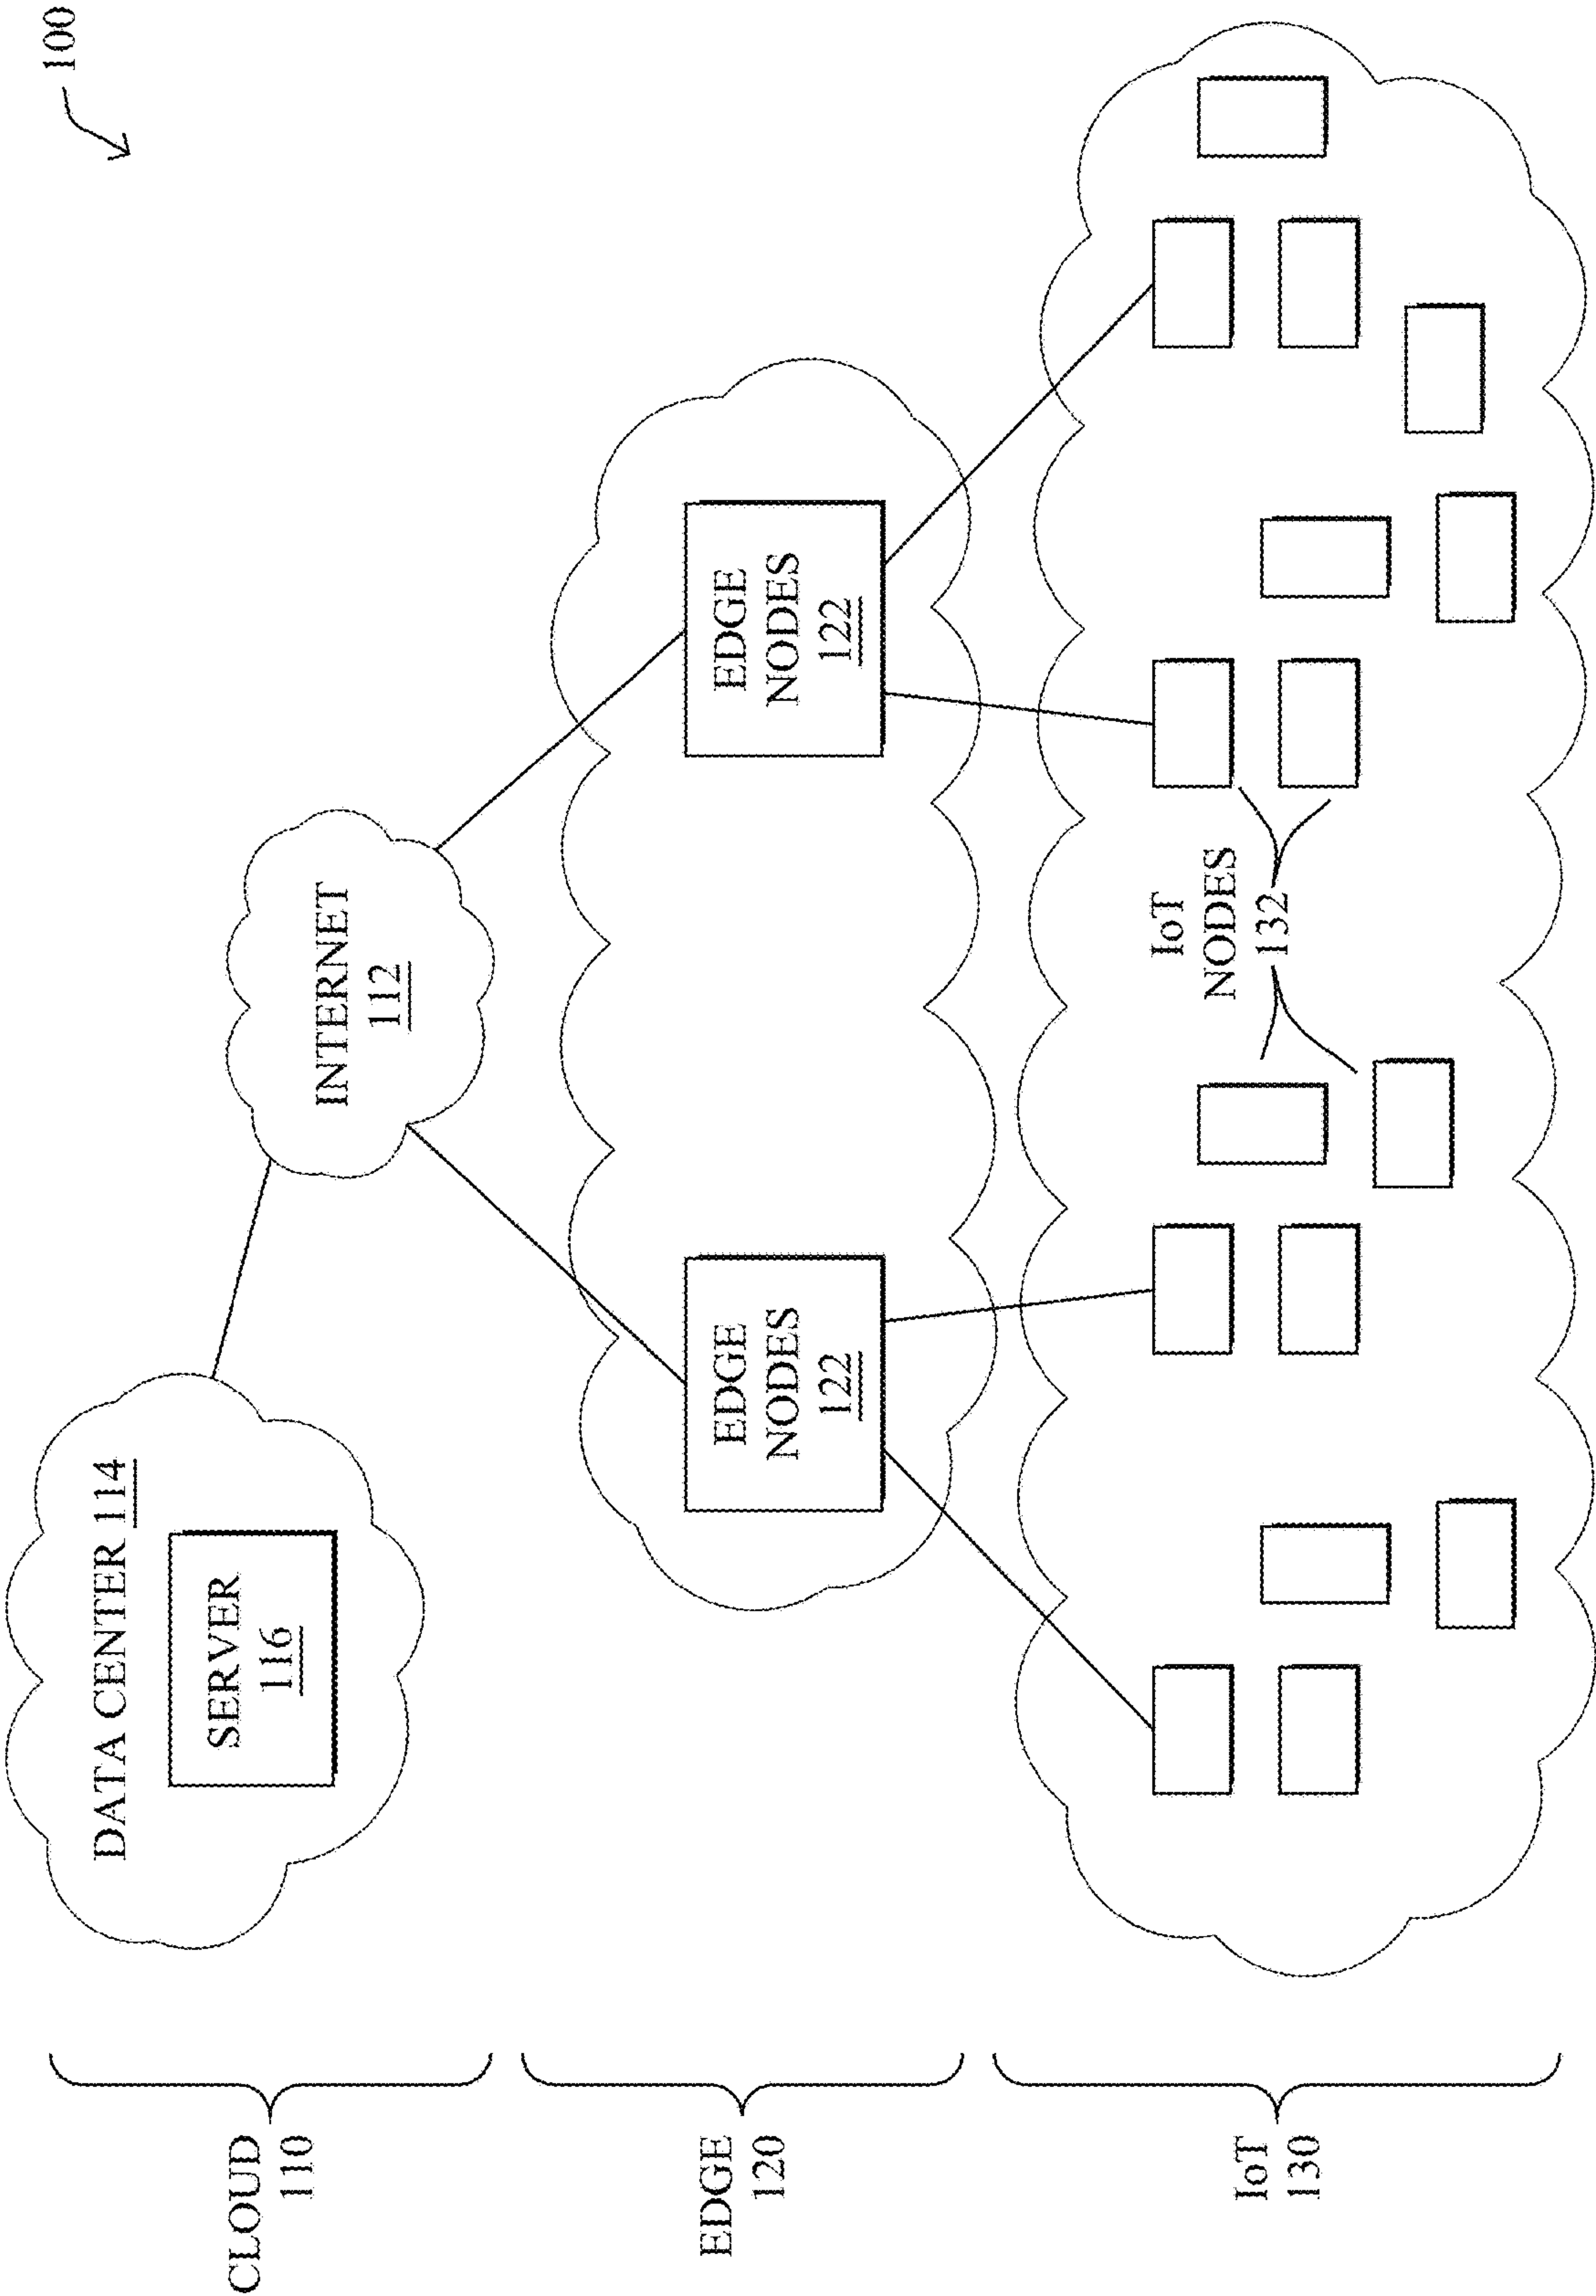 100
CLOUD
110
DATA CENTER 114
SERVER
116
INTERNET
112
EDGE
120
EDGE
NODES
122
EDGE
NODES
122
IoT
130
IoT
NODES
132